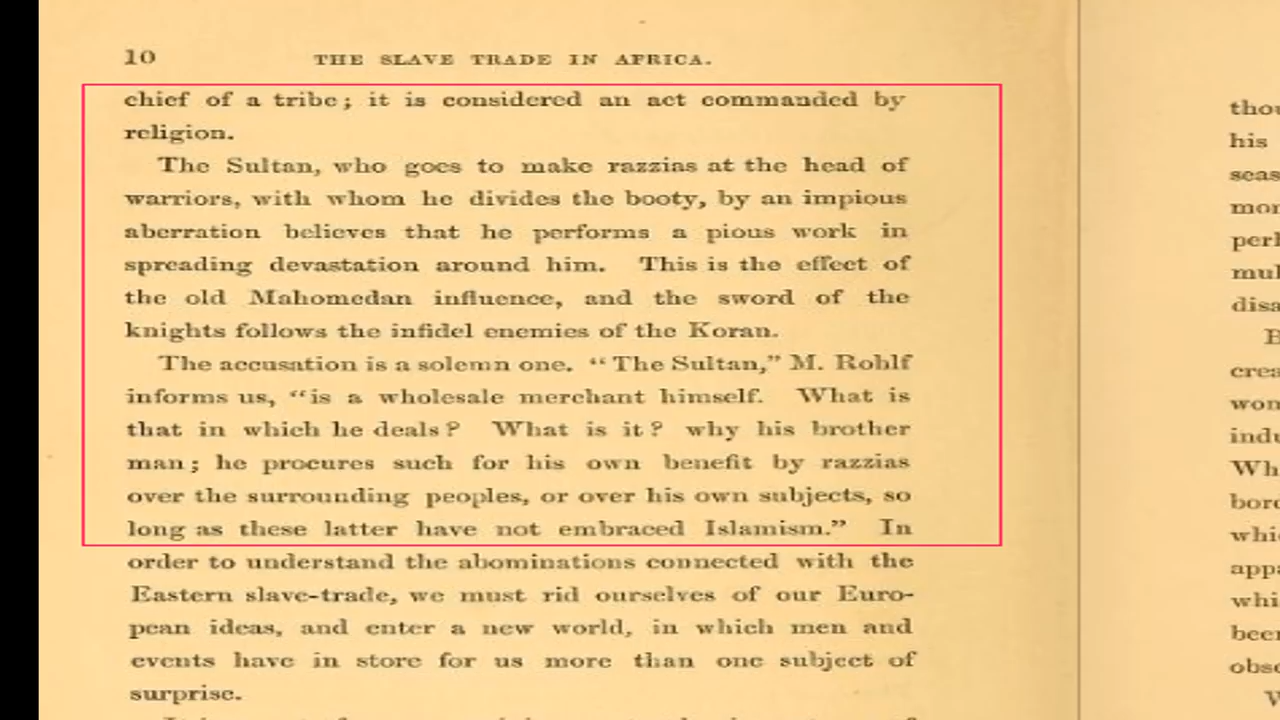 10 THE SLAVE TRADE IN AFRICA.
chief of a tribe; it is considered an act commanded by
religion.
The Sultan, who goes to make razzias at the head of
warriors, with whom he divides the booty, by an impious
aberration believes that he performs a pious work in
spreading devastation around him. This is the effect of
the old Mahomedan influence, and the sword of the
knights follows the infidel enemies of the Koran.
The accusation is a solemn one. “The Sultan,” M. Rohlf
informs us, “is a wholesale merchant himself. What is
that in which he deals? What is it? why his brother
man; he procures such for his own benefit by razzias
over the surrounding peoples, or over his own subjects, so
long as these latter have not embraced Islamism.” In
order to understand the abominations connected with the
Eastern slave-trade, we must rid ourselves of our Euro-
pean ideas, and enter a new world, in which men and
events have in store for us more than one subject of
surprise.
his